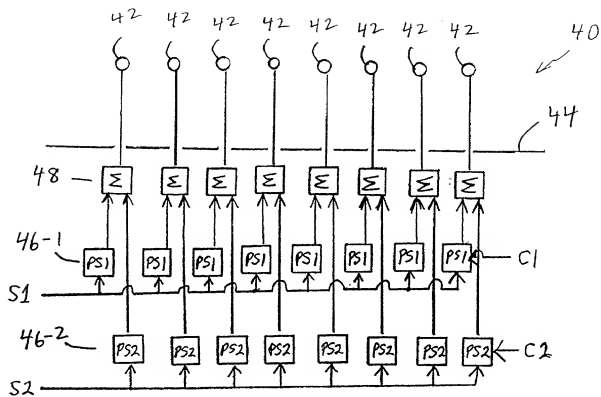 42 42 42 42 42 42 42 42
40
44
48 Σ Σ Σ Σ Σ Σ Σ Σ
46-1 PS1 PS1 PS1 PS1 PS1 PS1 PS1 PS1 C1
S1
46-2 PS2 PS2 PS2 PS2 PS2 PS2 PS2 PS2 C2
S2